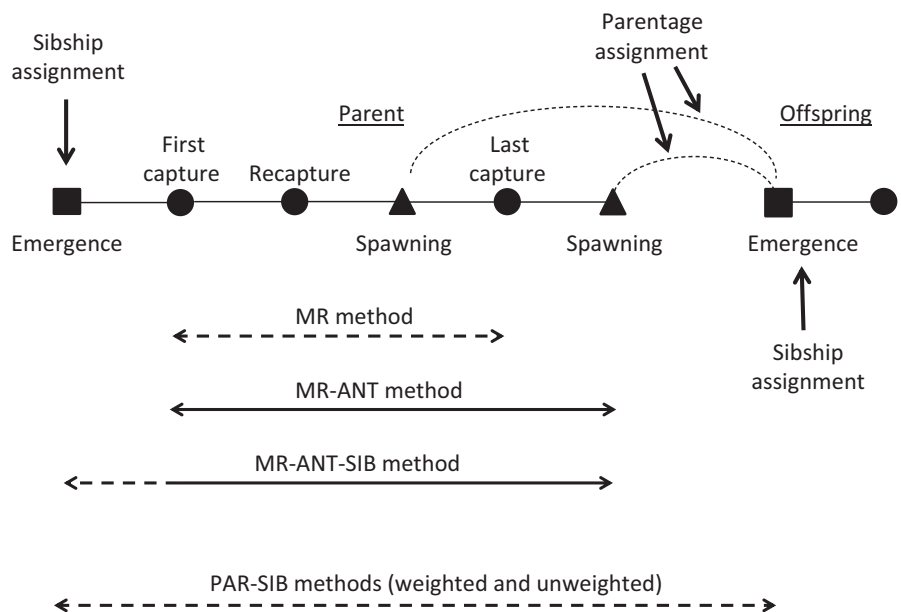 Parentage
assignment
Sibship
assignment
Parent
Offspring
First
capture
Recapture
Last
capture
Emergence
Spawning
Spawning
Emergence
MR method
Sibship
assignment
MR-ANT method
MR-ANT-SIB method
PAR-SIB methods (weighted and unweighted)